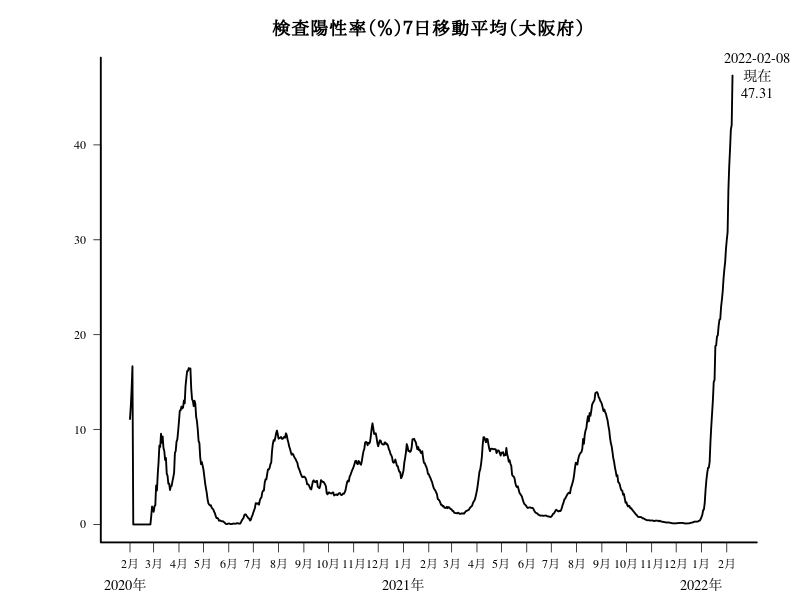 検査陽性率(%)7日移動平均(大阪府)
2022-02-08
現在
47.31
40
30
20
10
0
2月 3月 4月 5月 6月 7月 8月 9月 10月 11月 12月 1月 2月 3月 4月 5月 6月 7月 8月 9月 10月 11月 12月 1月 2月
2020年 2021年 2022年